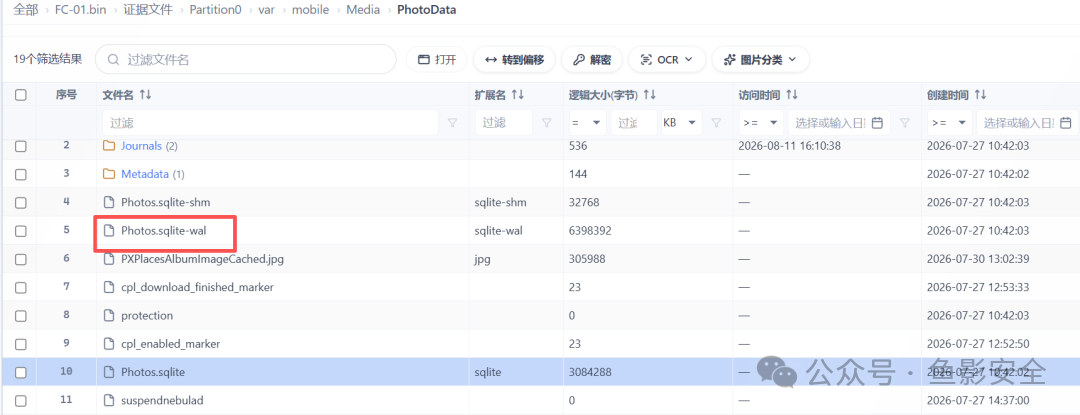 全部 › FC-01.bin › 证据文件 › Partition0 › var › mobile › Media › PhotoData
19个筛选结果 过滤文件名 打开 转到偏移 解密 OCR 图片分类
序号 文件名 扩展名 逻辑大小(字节) 访问时间 创建时间
过滤 过滤 = 过滤 KB >= 选择或输入日期 >= 选择或输入日期
2 Journals (2) 536 2026-08-11 16:10:38 2026-07-27 10:42:03
3 Metadata (1) 144 — 2026-07-27 10:42:02
4 Photos.sqlite-shm sqlite-shm 32768 — 2026-07-27 10:42:03
5 Photos.sqlite-wal sqlite-wal 6398392 — 2026-07-27 10:42:03
6 PXPlacesAlbumImageCached.jpg jpg 305988 — 2026-07-30 13:02:39
7 cpl_download_finished_marker 23 — 2026-07-27 12:53:33
8 protection 0 — 2026-07-27 10:42:03
9 cpl_enabled_marker 23 — 2026-07-27 12:52:50
10 Photos.sqlite sqlite 3084288 — 2026-07-27 10:42:02
公众号 · 鱼影安全
11 suspendnebulad 0 — 2026-07-27 14:37:00